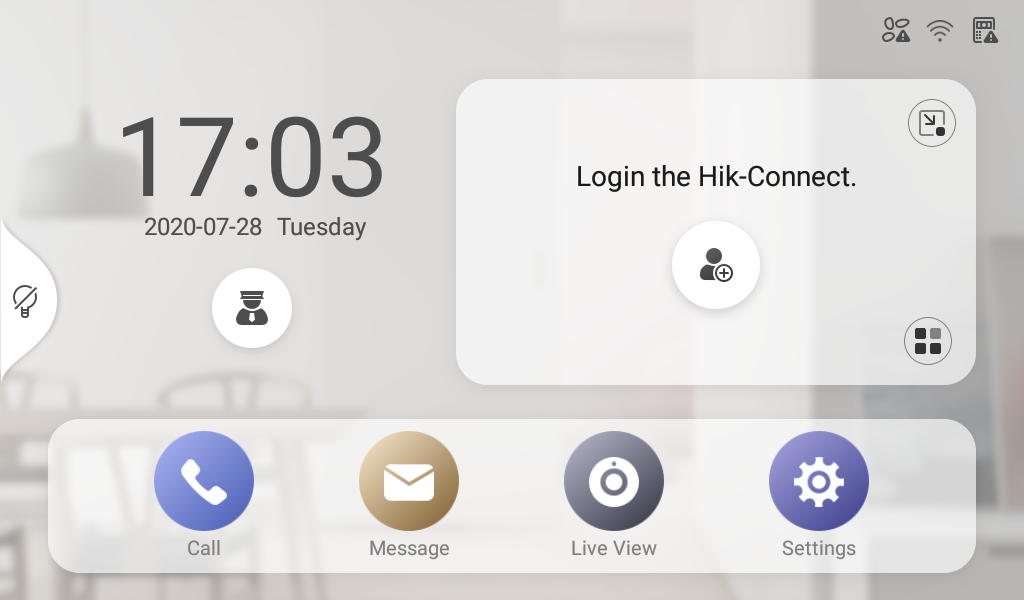 17:03
2020-07-28 Tuesday
Login the Hik-Connect.
Call
Message
Live View
Settings